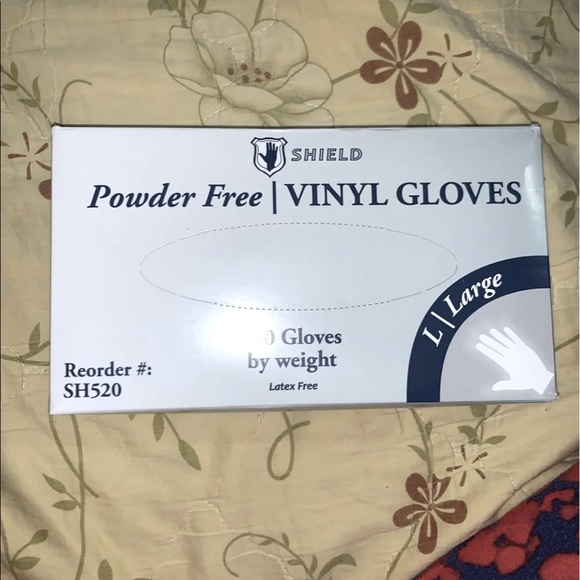 SHIELD
Powder Free | VINYL GLOVES
L | Large
Gloves
by weight
Reorder #:
SH520
Latex Free